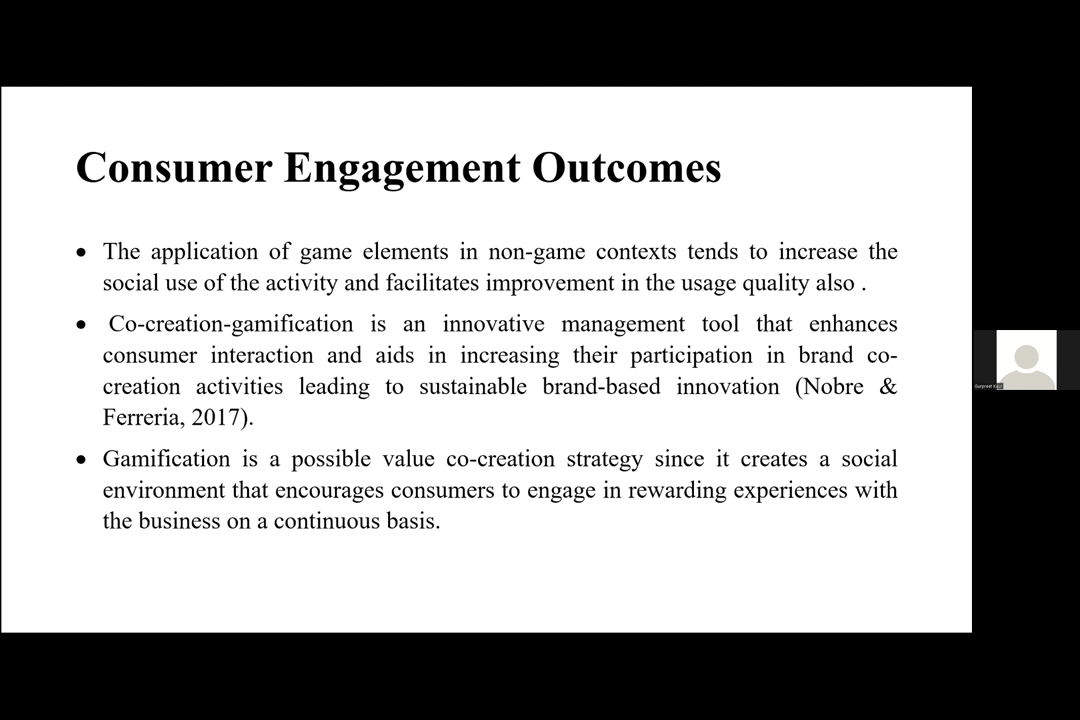 Consumer Engagement Outcomes
• The application of game elements in non-game contexts tends to increase the
social use of the activity and facilitates improvement in the usage quality also .
• Co-creation-gamification is an innovative management tool that enhances
consumer interaction and aids in increasing their participation in brand co-
creation activities leading to sustainable brand-based innovation (Nobre &
Ferreria, 2017).
• Gamification is a possible value co-creation strategy since it creates a social
environment that encourages consumers to engage in rewarding experiences with
the business on a continuous basis.
Gurpreet Kaur